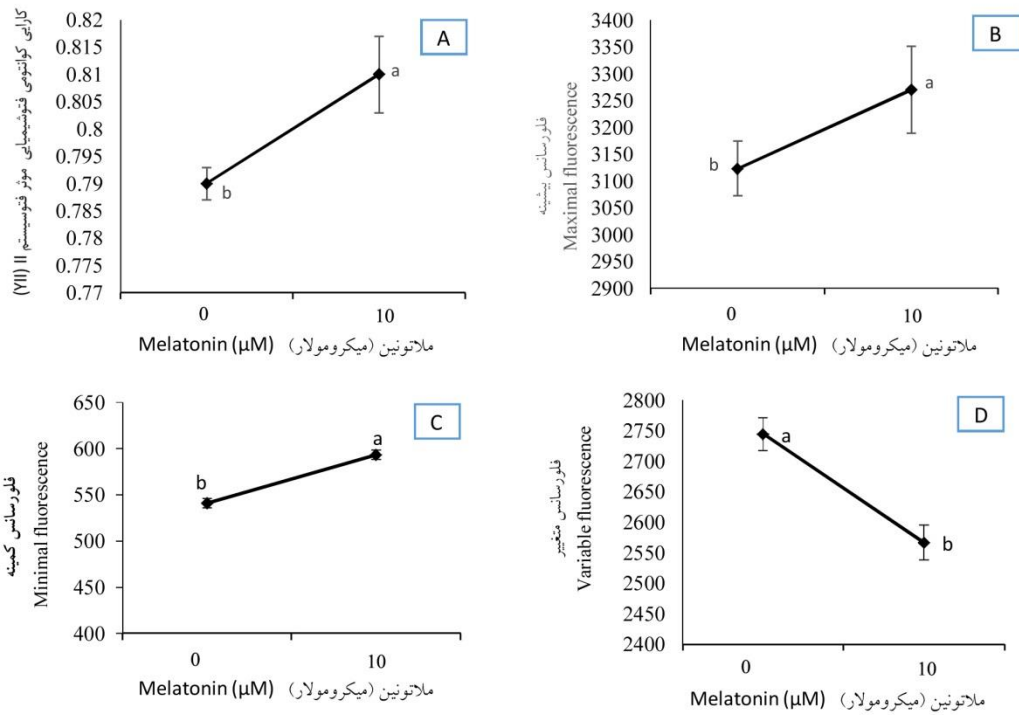 A
کارایی کوانتومی فتوشیمیایی موثر فتوسیستم II (YII)
0.82
0.815
0.81
0.805
0.8
0.795
0.79
0.785
0.78
0.775
0.77
a
b
0
10
Melatonin (µM) ملاتونین (میکرومولار)
B
فلورسانس بیشینه
Maximal fluorescence
3400
3350
3300
3250
3200
3150
3100
3050
3000
2950
2900
a
b
0
10
Melatonin (µM) ملاتونین (میکرومولار)
C
فلورسانس کمینه
Minimal fluorescence
650
600
550
500
450
400
b
a
0
10
Melatonin (µM) ملاتونین (میکرومولار)
D
فلورسانس متغییر
Variable fluorescence
2800
2750
2700
2650
2600
2550
2500
2450
2400
a
b
0
10
Melatonin (µM) ملاتونین (میکرومولار)